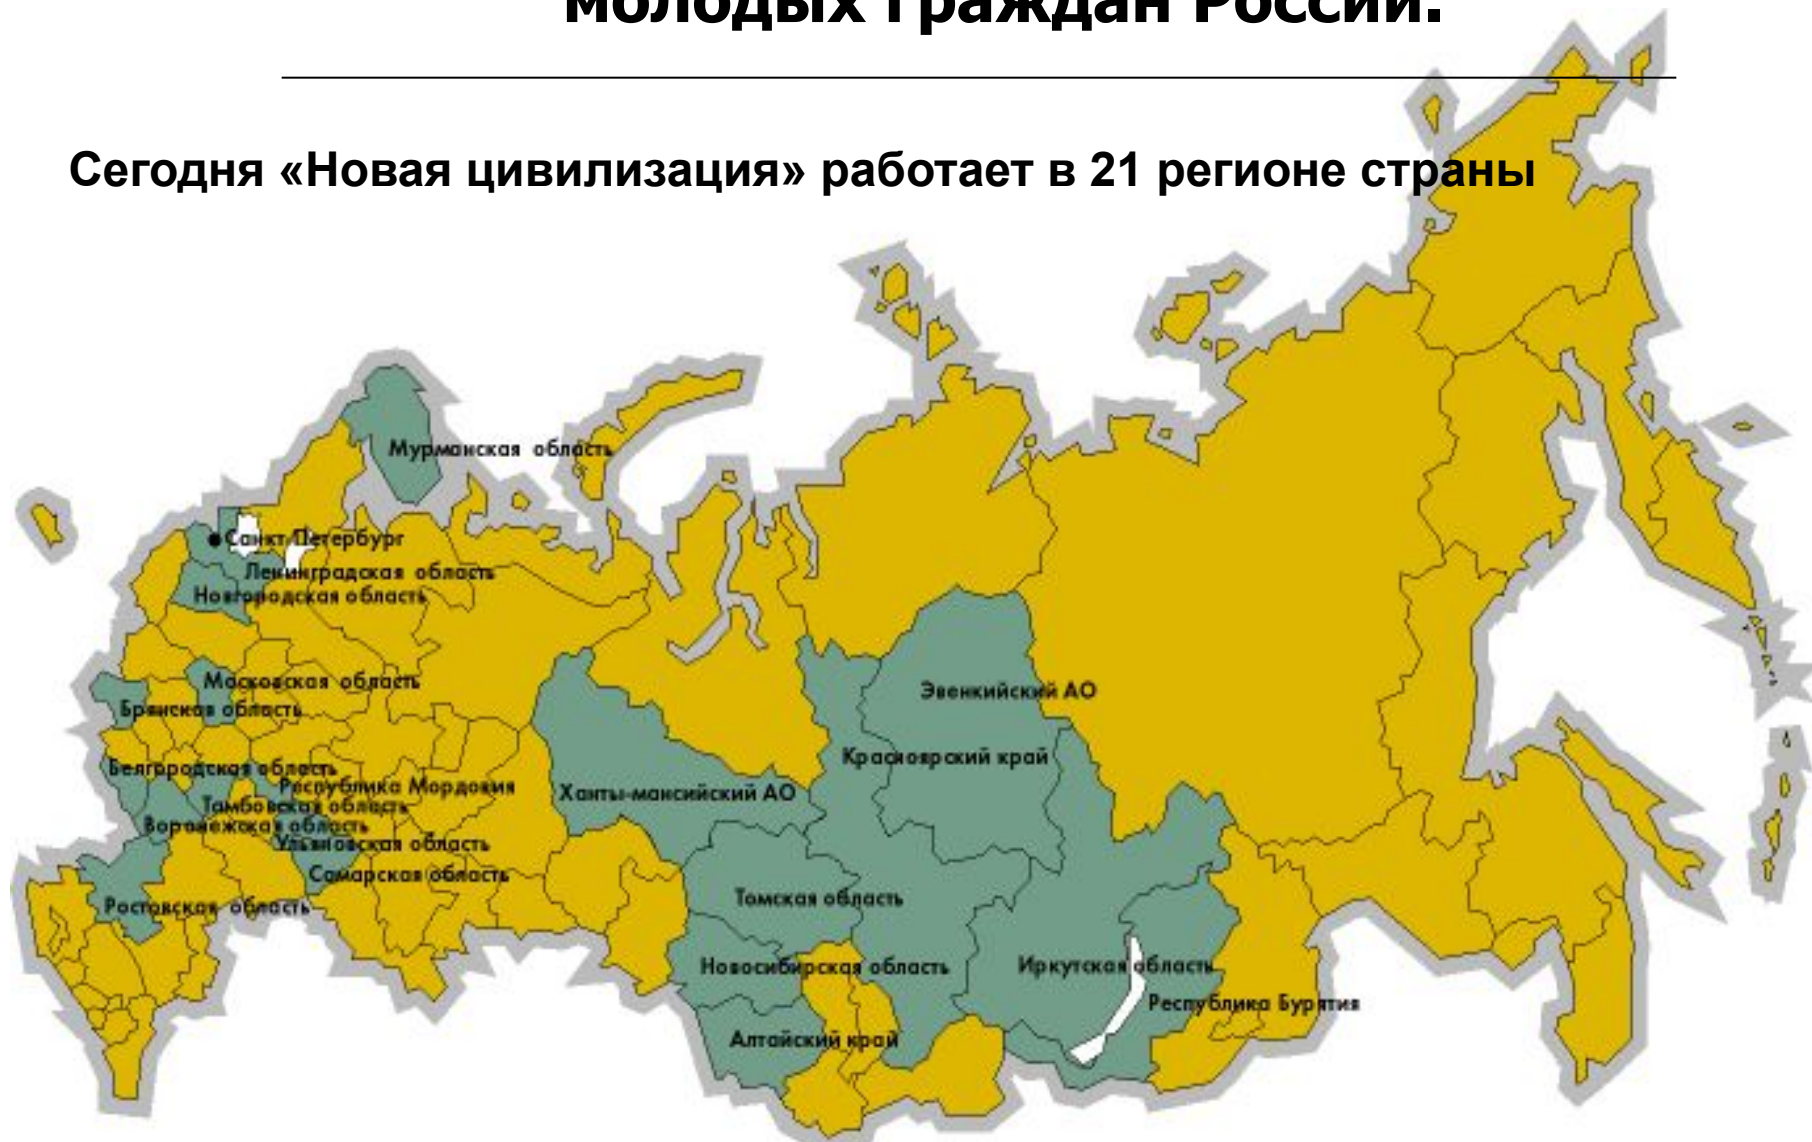 молодых граждан России.
Сегодня «Новая цивилизация» работает в 21 регионе страны
Мурманская область
Санкт Петербург
Ленинградская область
Новгородская область
Московская область
Брянская область
Эвенкийский АО
Красноярский край
Белгородская область
Республика Мордовия
Ханты-мансийский АО
Тамбовская область
Воронежская область
Ульяновская область
Самарская область
Томская область
Ростовская область
Новосибирская область
Иркутская область
Республика Бурятия
Алтайский край